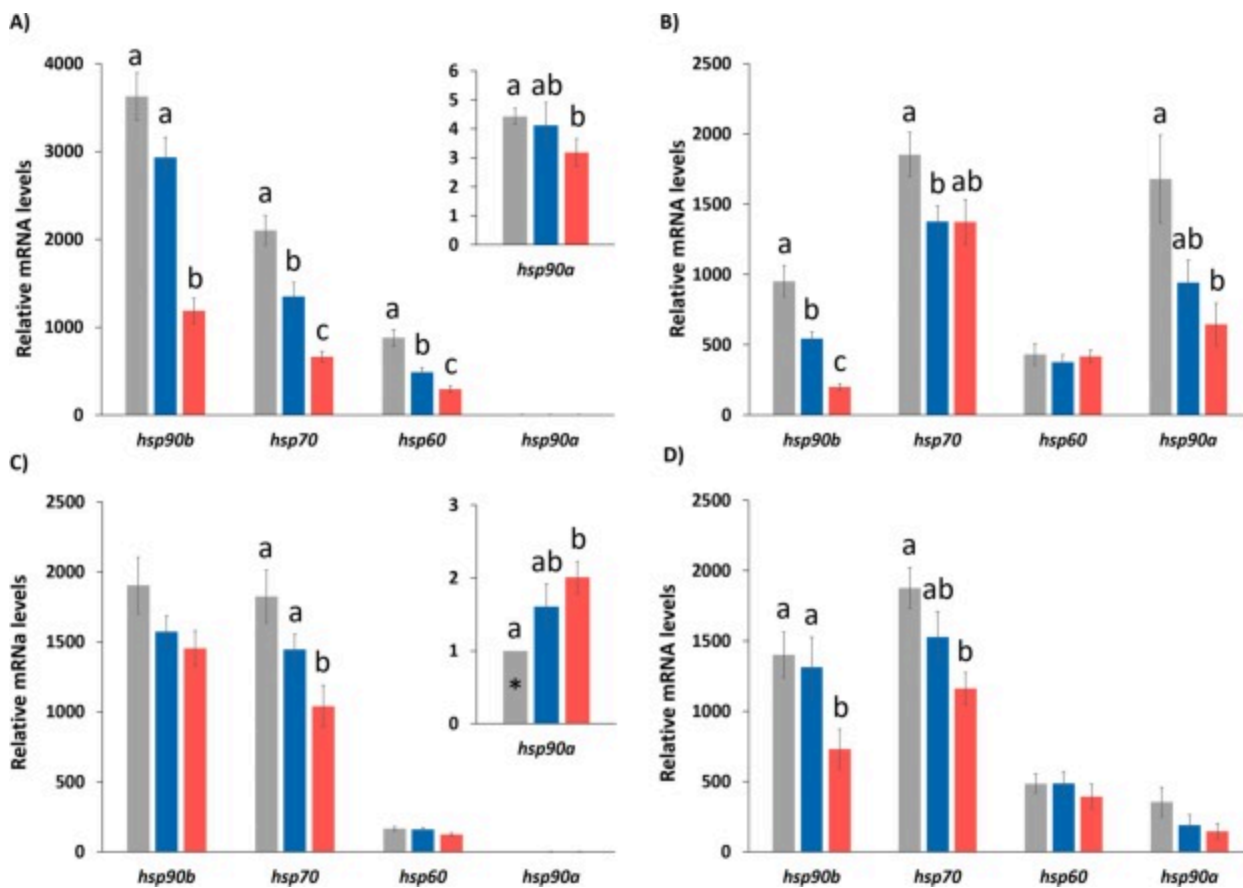 A)
Relative mRNA levels
4000
3000
2000
1000
0
a
a
b
a
b
c
a
b
c
hsp90b
hsp70
hsp60
hsp90a
6
5
4
3
2
1
0
a
ab
b
hsp90a
B)
Relative mRNA levels
2500
2000
1500
1000
500
0
a
b
c
a
b
ab
a
ab
b
hsp90b
hsp70
hsp60
hsp90a
C)
Relative mRNa levels
2500
2000
1500
1000
500
0
a
a
b
hsp90b
hsp70
hsp60
hsp90a
3
2
1
0
a
*
ab
b
hsp90a
D)
Relative mRNA levels
2500
2000
1500
1000
500
0
a
a
b
a
ab
b
hsp90b
hsp70
hsp60
hsp90a